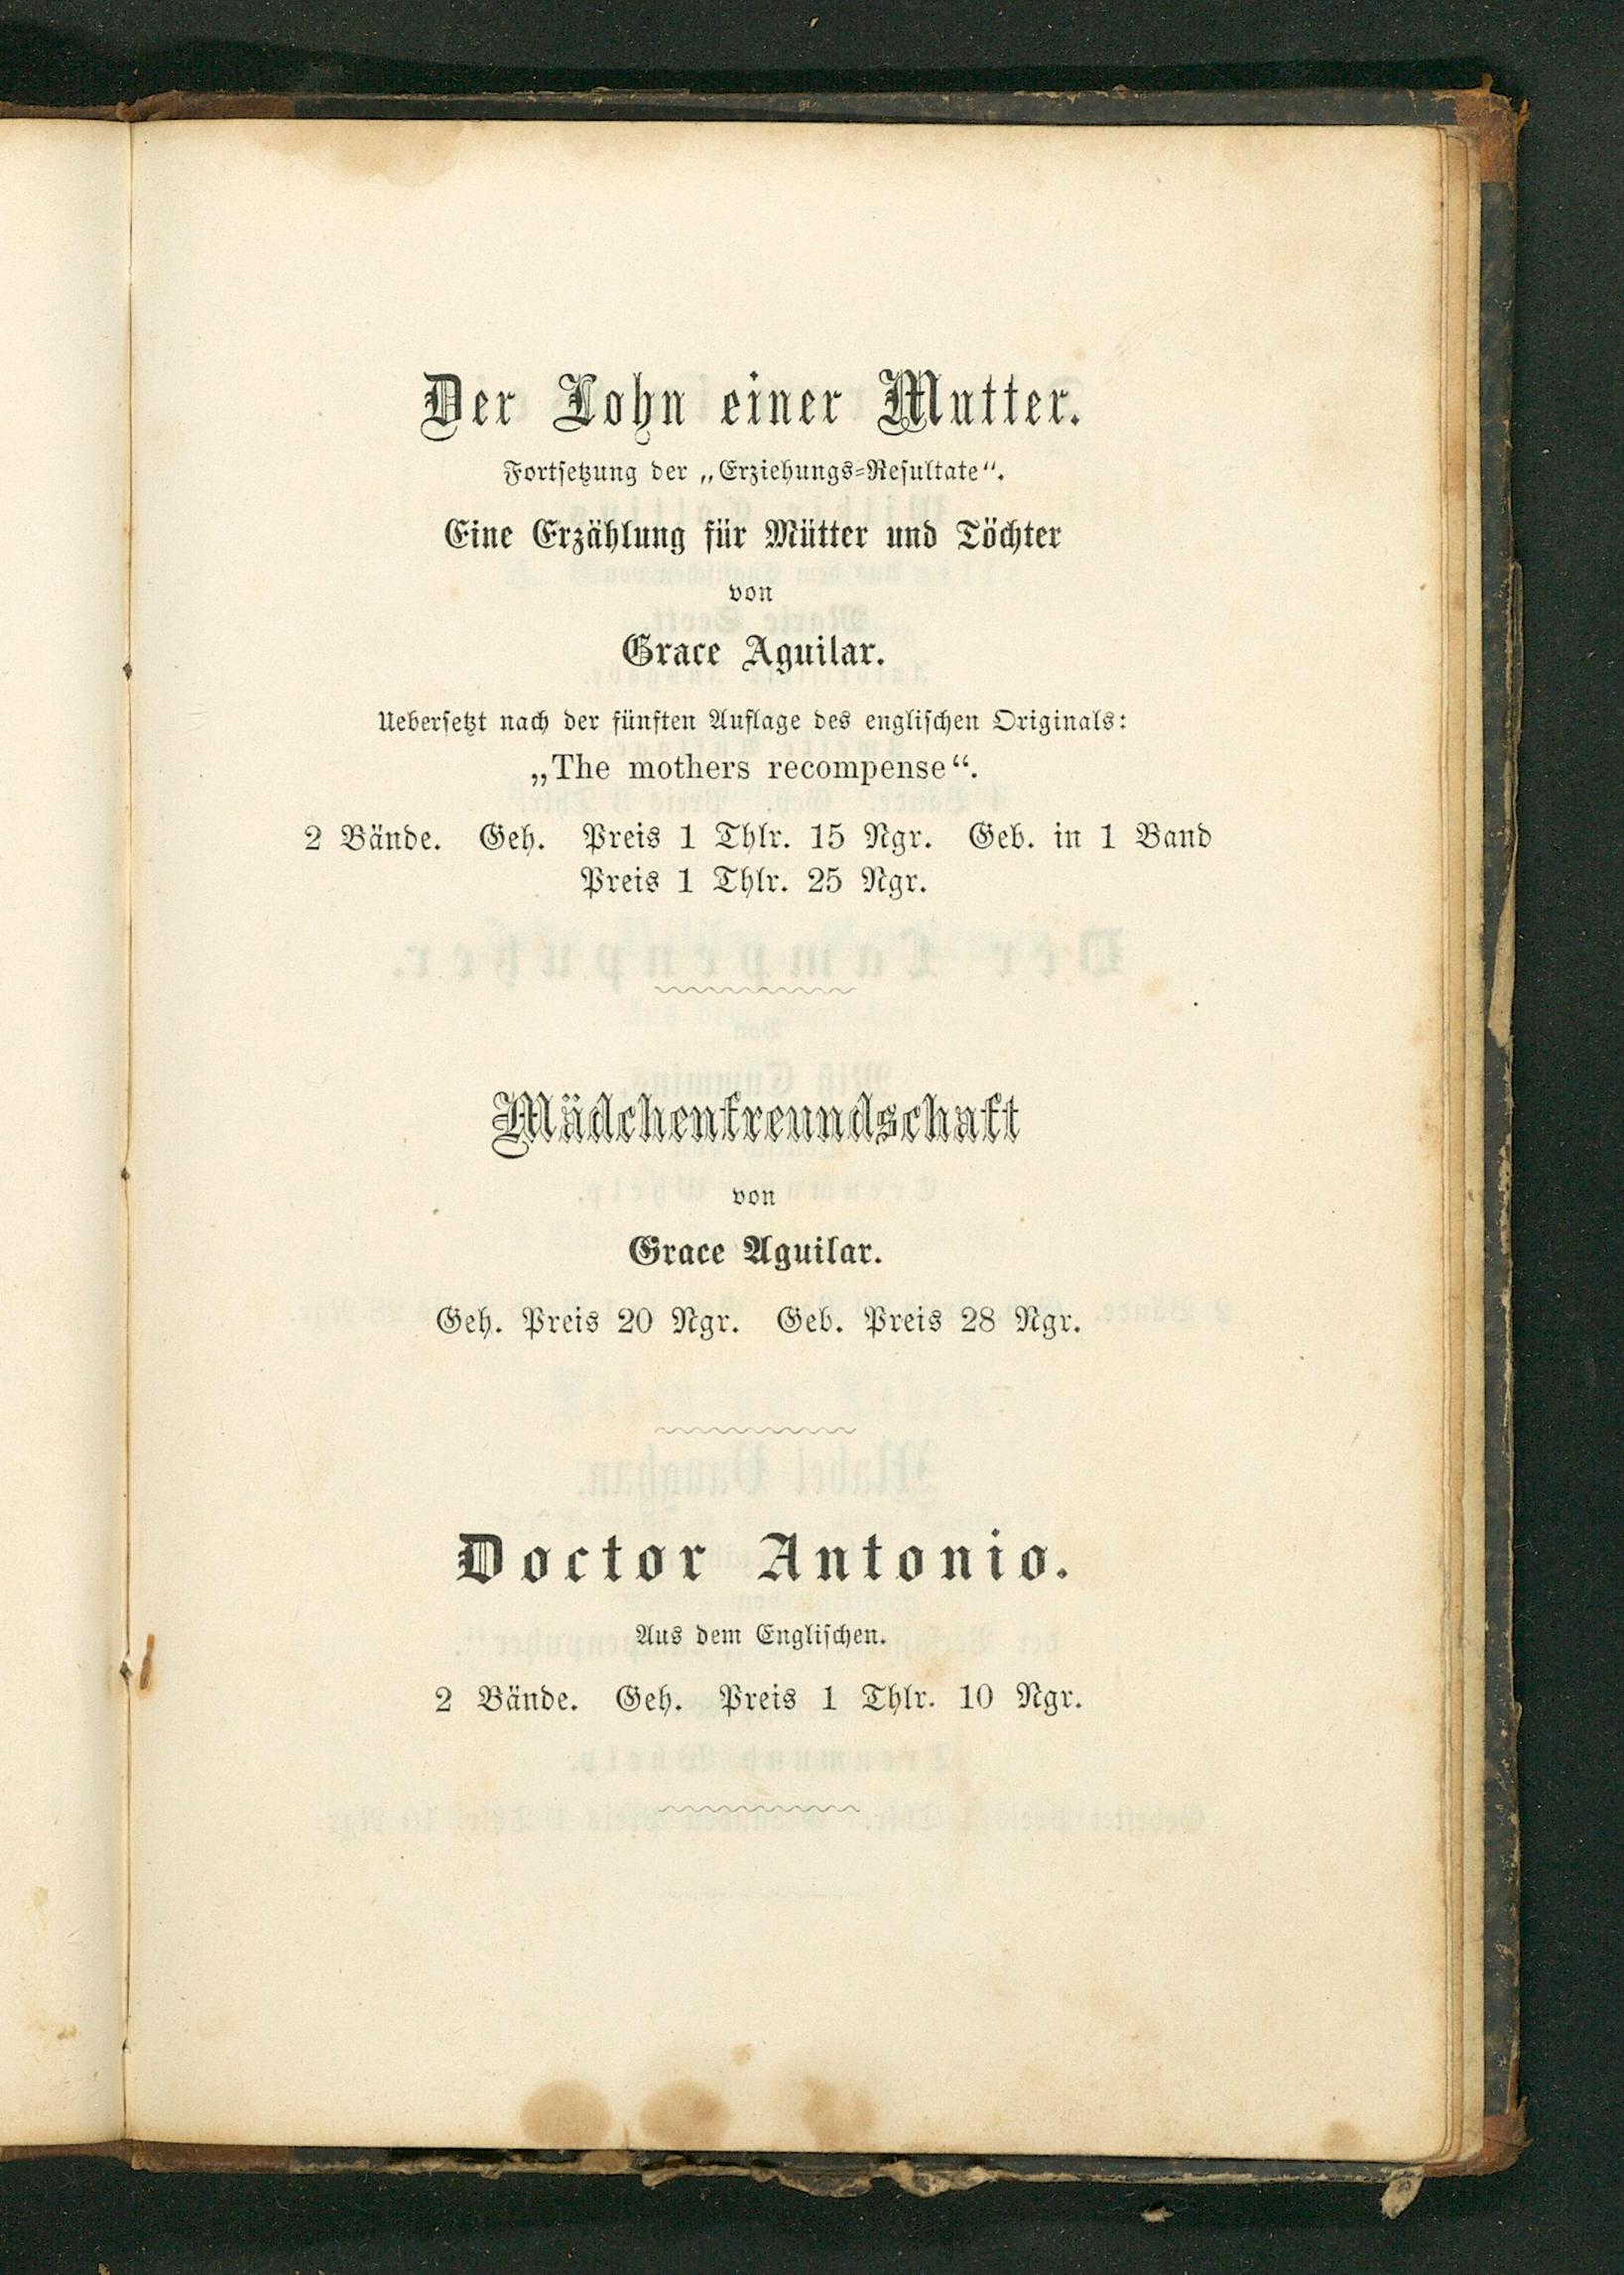 Der Lohn einer Mutter.
Fortsetzung der „Erziehungs=Resultate“.
Eine Erzählung für Mütter und Töchter
von
Grace Aguilar.
Uebersetzt nach der fünften Auflage des englischen Originals:
„The mothers recompense“.
2 Bände. Geh. Preis 1 Thlr. 15 Ngr. Geb. in 1 Band
Preis 1 Thlr. 25 Ngr.
Mädchenfreundschaft
von
Grace Aguilar.
Geh. Preis 20 Ngr. Geb. Preis 28 Ngr.
Doctor Antonio.
Aus dem Englischen.
2 Bände. Geh. Preis 1 Thlr. 10 Ngr.